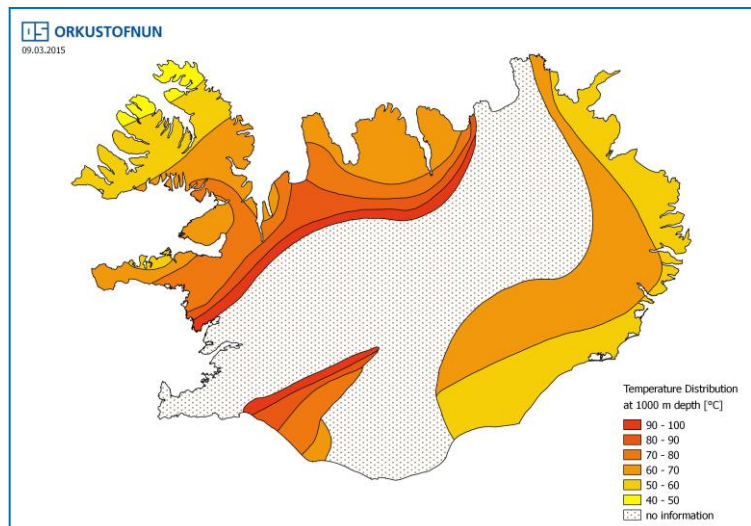 OS ORKUSTOFNUN
09.03.2015
Temperature Distribution
at 1000 m depth [°C]
90 - 100
80 - 90
70 - 80
60 - 70
50 - 60
40 - 50
no information